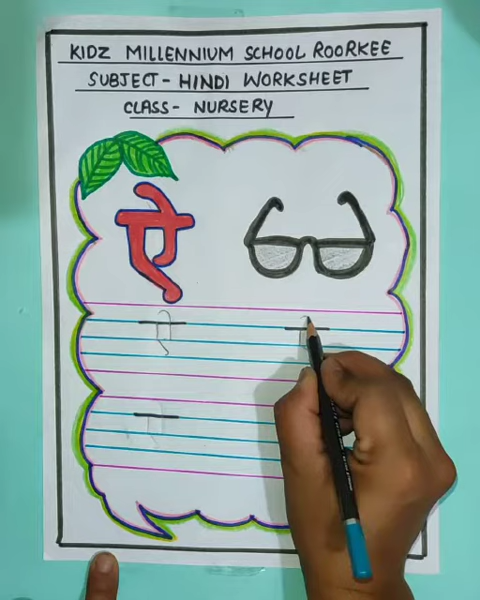 KIDZ MILLENNIUM SCHOOL ROORKEE
SUBJECT- HINDI WORKSHEET
CLASS- NURSERY
ऐ
ऐ